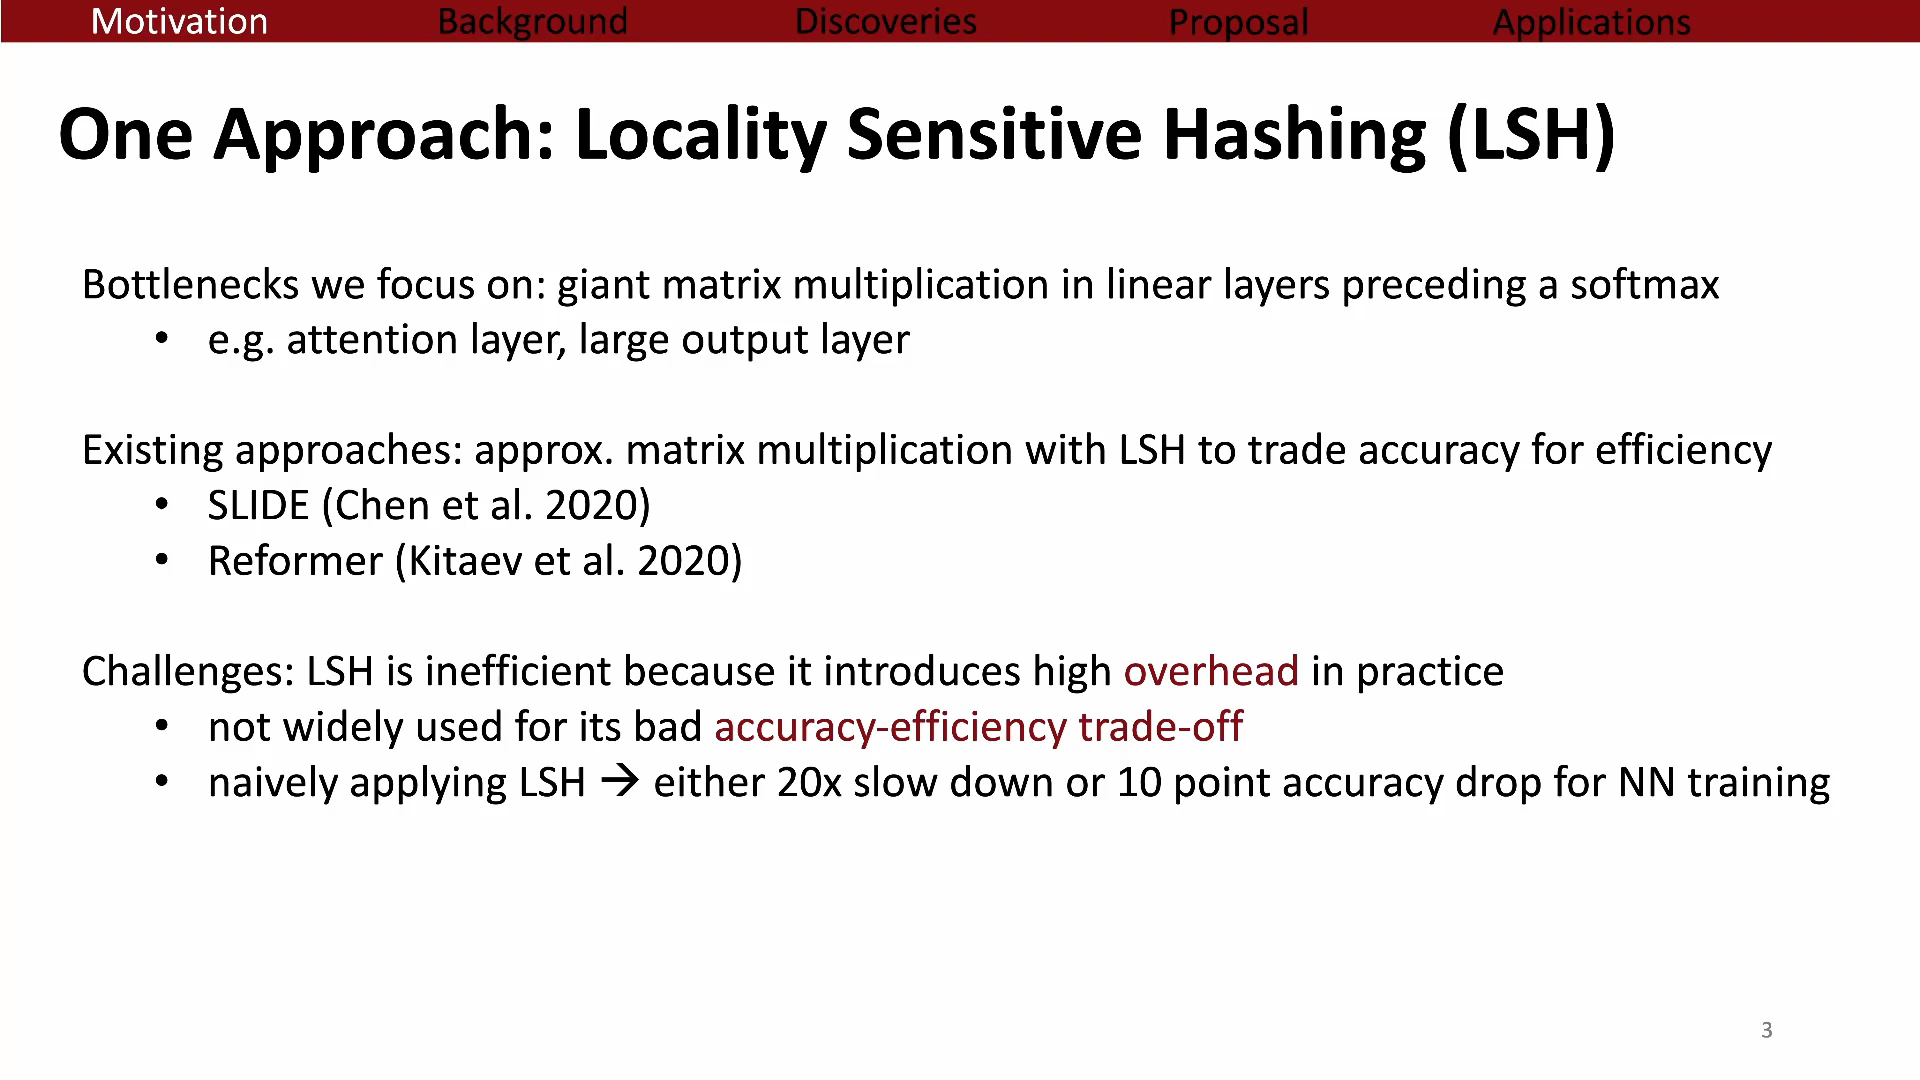 Motivation Background Discoveries Proposal Applications
One Approach: Locality Sensitive Hashing (LSH)
Bottlenecks we focus on: giant matrix multiplication in linear layers preceding a softmax
• e.g. attention layer, large output layer
Existing approaches: approx. matrix multiplication with LSH to trade accuracy for efficiency
• SLIDE (Chen et al. 2020)
• Reformer (Kitaev et al. 2020)
Challenges: LSH is inefficient because it introduces high overhead in practice
• not widely used for its bad accuracy-efficiency trade-off
• naively applying LSH → either 20x slow down or 10 point accuracy drop for NN training
3